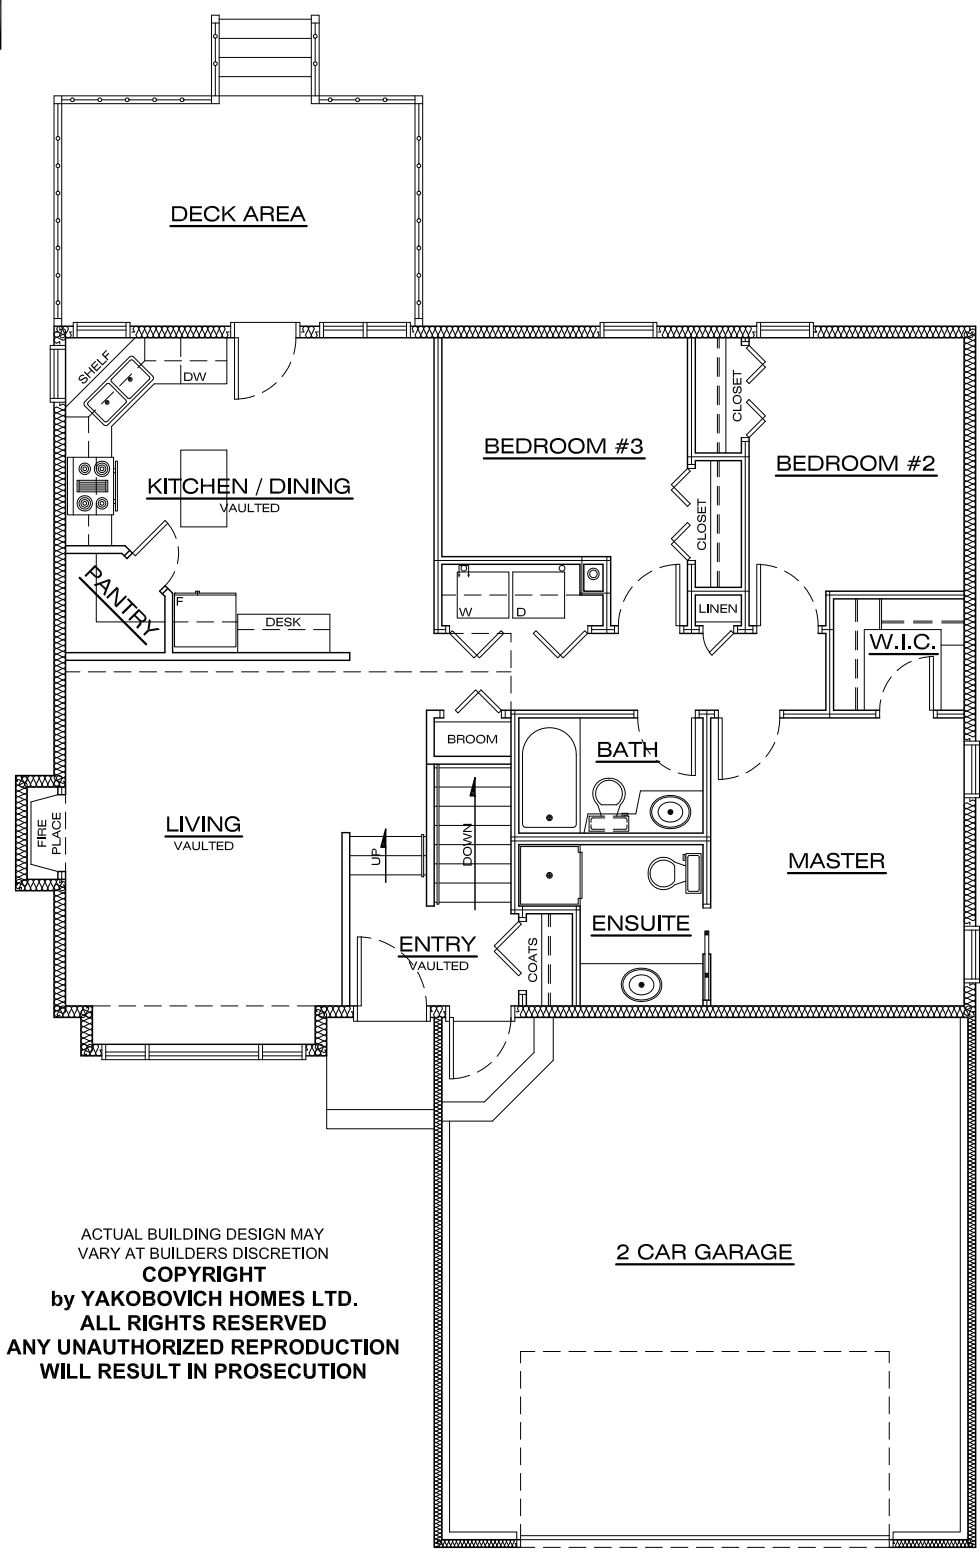 DECK AREA
SHELF
DW
KITCHEN / DINING
VAULTED
BEDROOM #3
CLOSET
BEDROOM #2
CLOSET
PANTRY
F
DESK
W
D
LINEN
W.I.C.
BROOM
BATH
FIRE
PLACE
LIVING
VAULTED
UP
DOWN
MASTER
ENTRY
VAULTED
COATS
ENSUITE
2 CAR GARAGE
ACTUAL BUILDING DESIGN MAY
VARY AT BUILDERS DISCRETION
COPYRIGHT
by YAKOBOVICH HOMES LTD.
ALL RIGHTS RESERVED
ANY UNAUTHORIZED REPRODUCTION
WILL RESULT IN PROSECUTION